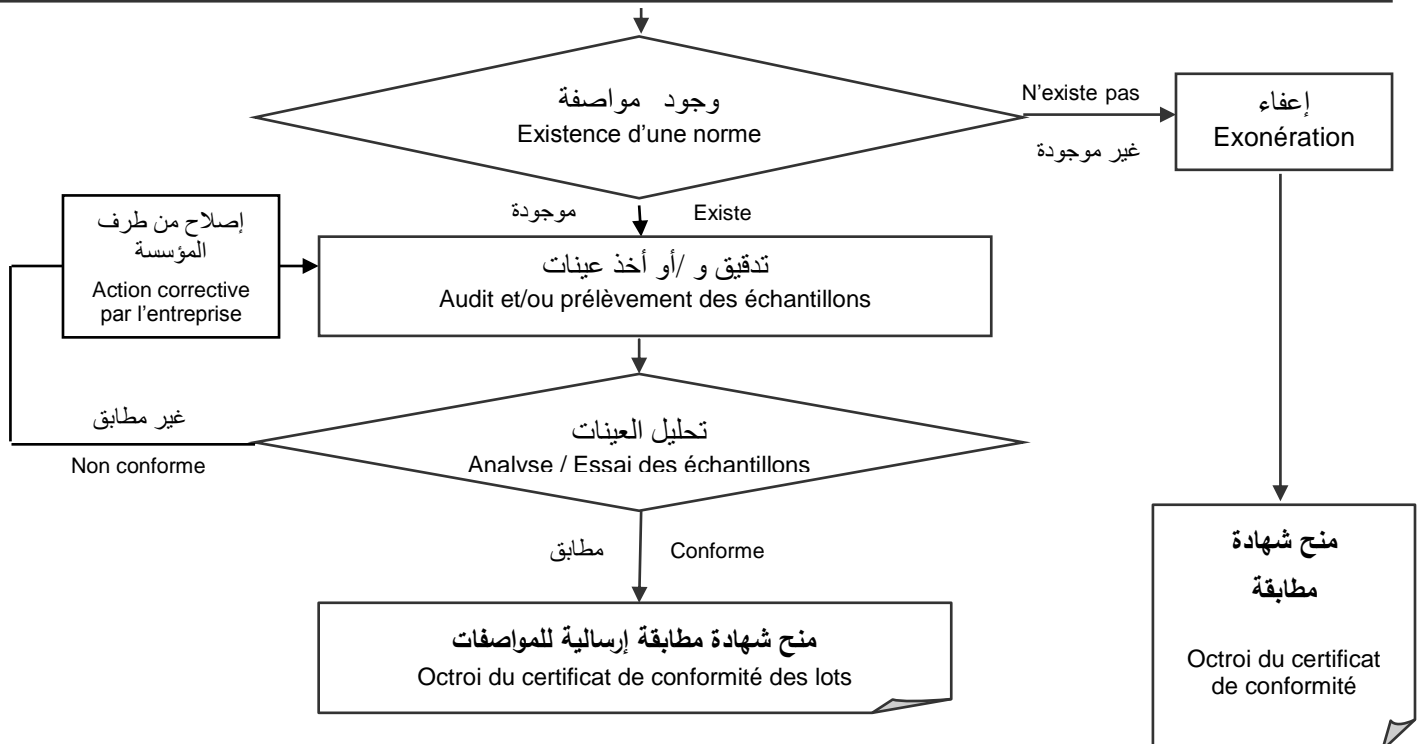 وجود مواصفة
Existence d'une norme
N'existe pas
غير موجودة
إعفاء
Exonération
موجودة
Existe
إصلاح من طرف
المؤسسة
Action corrective
par l'entreprise
تدقيق و /أو أخذ عينات
Audit et/ou prélèvement des échantillons
غير مطابق
Non conforme
تحليل العينات
Analyse / Essai des échantillons
مطابق
Conforme
منح شهادة مطابقة إرسالية للمواصفات
Octroi du certificat de conformité des lots
منح شهادة
مطابقة
Octroi du certificat
de conformité